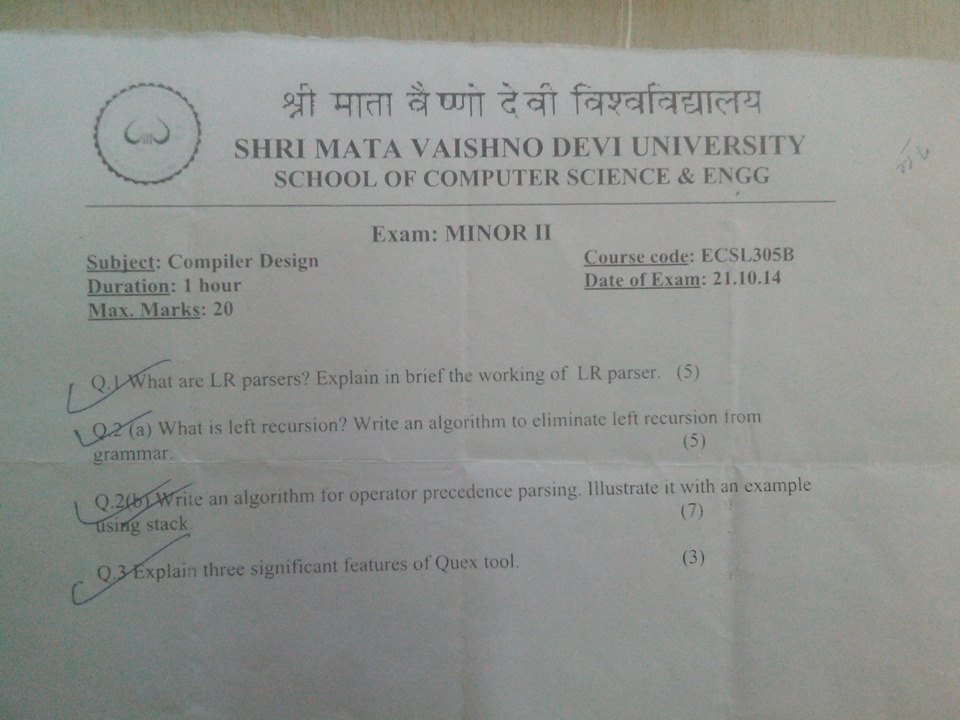 श्री माता वैष्णो देवी विश्वविद्यालय
SHRI MATA VAISHNO DEVI UNIVERSITY
SCHOOL OF COMPUTER SCIENCE & ENGG
Exam: MINOR II
Subject: Compiler Design
Course code: ECSL305B
Duration: 1 hour
Date of Exam: 21.10.14
Max. Marks: 20
Q.1 What are LR parsers? Explain in brief the working of LR parser. (5)
Q.2 (a) What is left recursion? Write an algorithm to eliminate left recursion from
grammar. (5)
Q.2(b) Write an algorithm for operator precedence parsing. Illustrate it with an example
using stack. (7)
Q.3 Explain three significant features of Quex tool. (3)